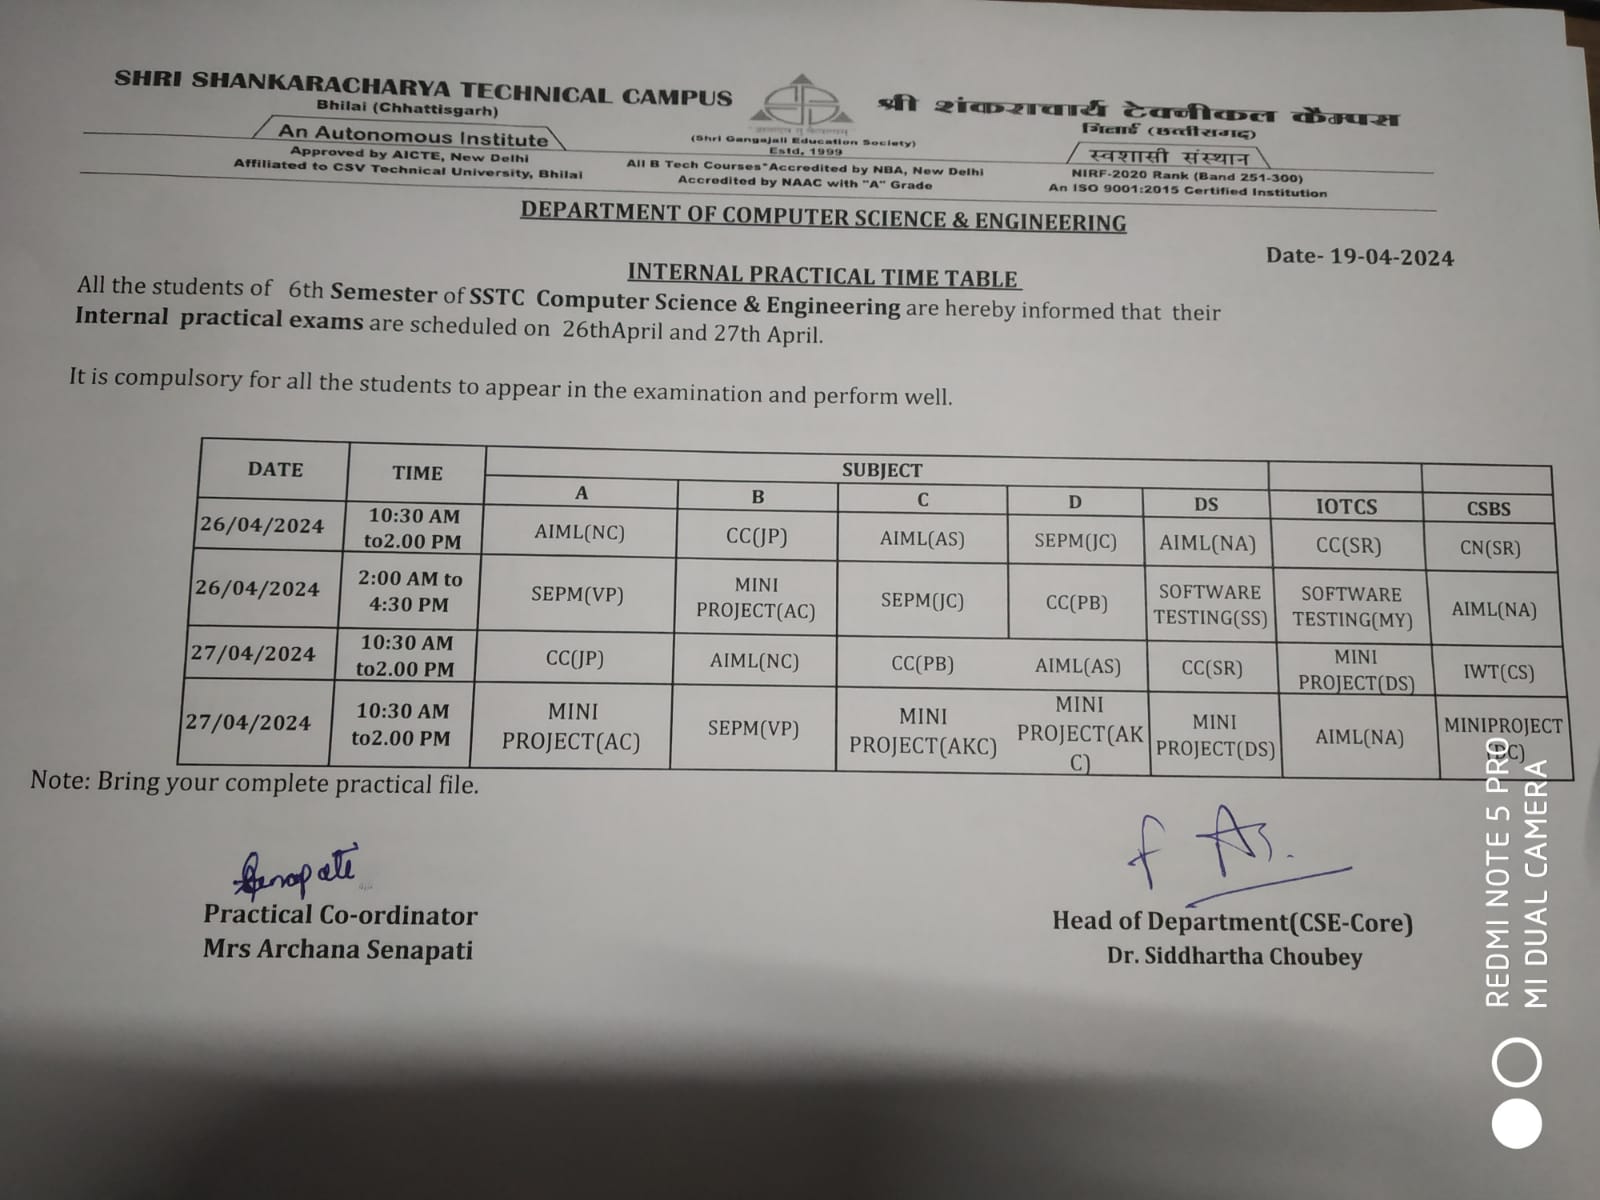 SHRI SHANKARACHARYA TECHNICAL CAMPUS
Bhilai (Chhattisgarh)
An Autonomous Institute
Approved by AICTE, New Delhi
Affiliated to CSV Technical University, Bhilai
(Shri Gangajali Education Society)
Estd, 1999
All B Tech Courses*Accredited by NBA, New Delhi
Accredited by NAAC with "A" Grade
श्री शंकराचार्य टेक्नीकल कैम्पस
भिलाई (छत्तीसगढ़)
स्वशासी संस्थान
NIRF-2020 Rank (Band 251-300)
An ISO 9001:2015 Certified Institution
DEPARTMENT OF COMPUTER SCIENCE & ENGINEERING
Date- 19-04-2024
INTERNAL PRACTICAL TIME TABLE
All the students of 6th Semester of SSTC Computer Science & Engineering are hereby informed that their
Internal practical exams are scheduled on 26thApril and 27th April.
It is compulsory for all the students to appear in the examination and perform well.
DATE TIME SUBJECT
A B C D DS IOTCS CSBS
26/04/2024 10:30 AM to2.00 PM AIML(NC) CC(JP) AIML(AS) SEPM(JC) AIML(NA) CC(SR) CN(SR)
26/04/2024 2:00 AM to 4:30 PM SEPM(VP) MINI PROJECT(AC) SEPM(JC) CC(PB) SOFTWARE TESTING(SS) SOFTWARE TESTING(MY) AIML(NA)
27/04/2024 10:30 AM to2.00 PM CC(JP) AIML(NC) CC(PB) AIML(AS) CC(SR) MINI PROJECT(DS) IWT(CS)
27/04/2024 10:30 AM to2.00 PM MINI PROJECT(AC) SEPM(VP) MINI PROJECT(AKC) MINI PROJECT(AKC) MINI PROJECT(DS) AIML(NA) MINIPROJECT
Note: Bring your complete practical file.
Senapati
Practical Co-ordinator
Mrs Archana Senapati
Head of Department(CSE-Core)
Dr. Siddhartha Choubey
REDMI NOTE 5 PRO
MI DUAL CAMERA